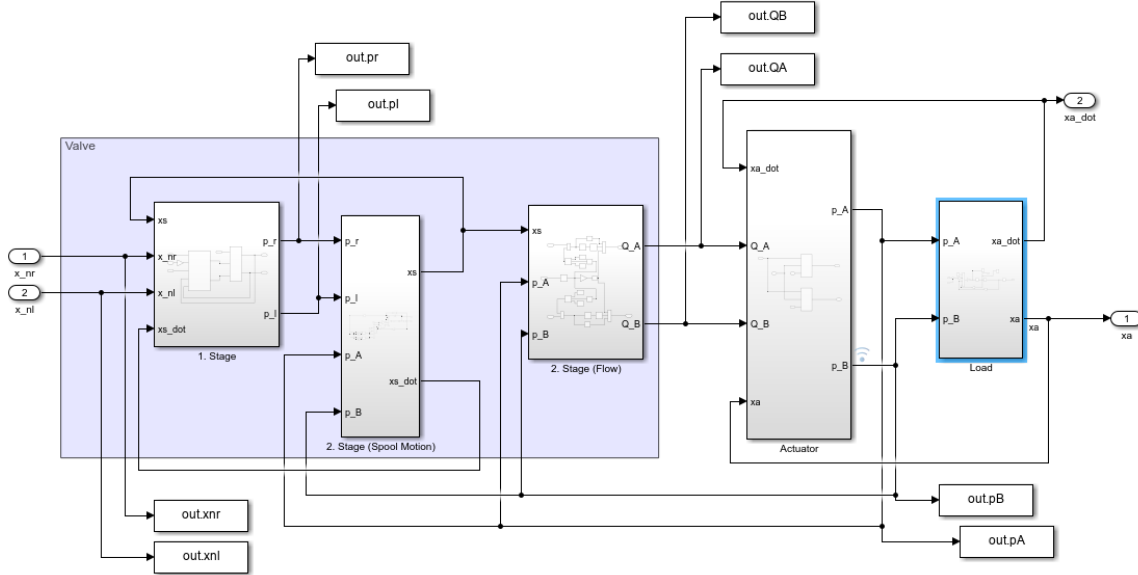 out.QB
out.pr
out.QA
out.pl
2
xa_dot
Valve
xs
x_nr
x_nl
xs_dot
p_r
p_l
1. Stage
1
x_nr
2
x_nl
p_r
p_l
p_A
p_B
xs
xs_dot
2. Stage (Spool Motion)
xs
p_A
p_B
Q_A
Q_B
2. Stage (Flow)
xa_dot
Q_A
Q_B
xa
p_A
p_B
Actuator
p_A
p_B
xa_dot
xa
xa
Load
1
xa
out.xnr
out.xnl
out.pB
out.pA